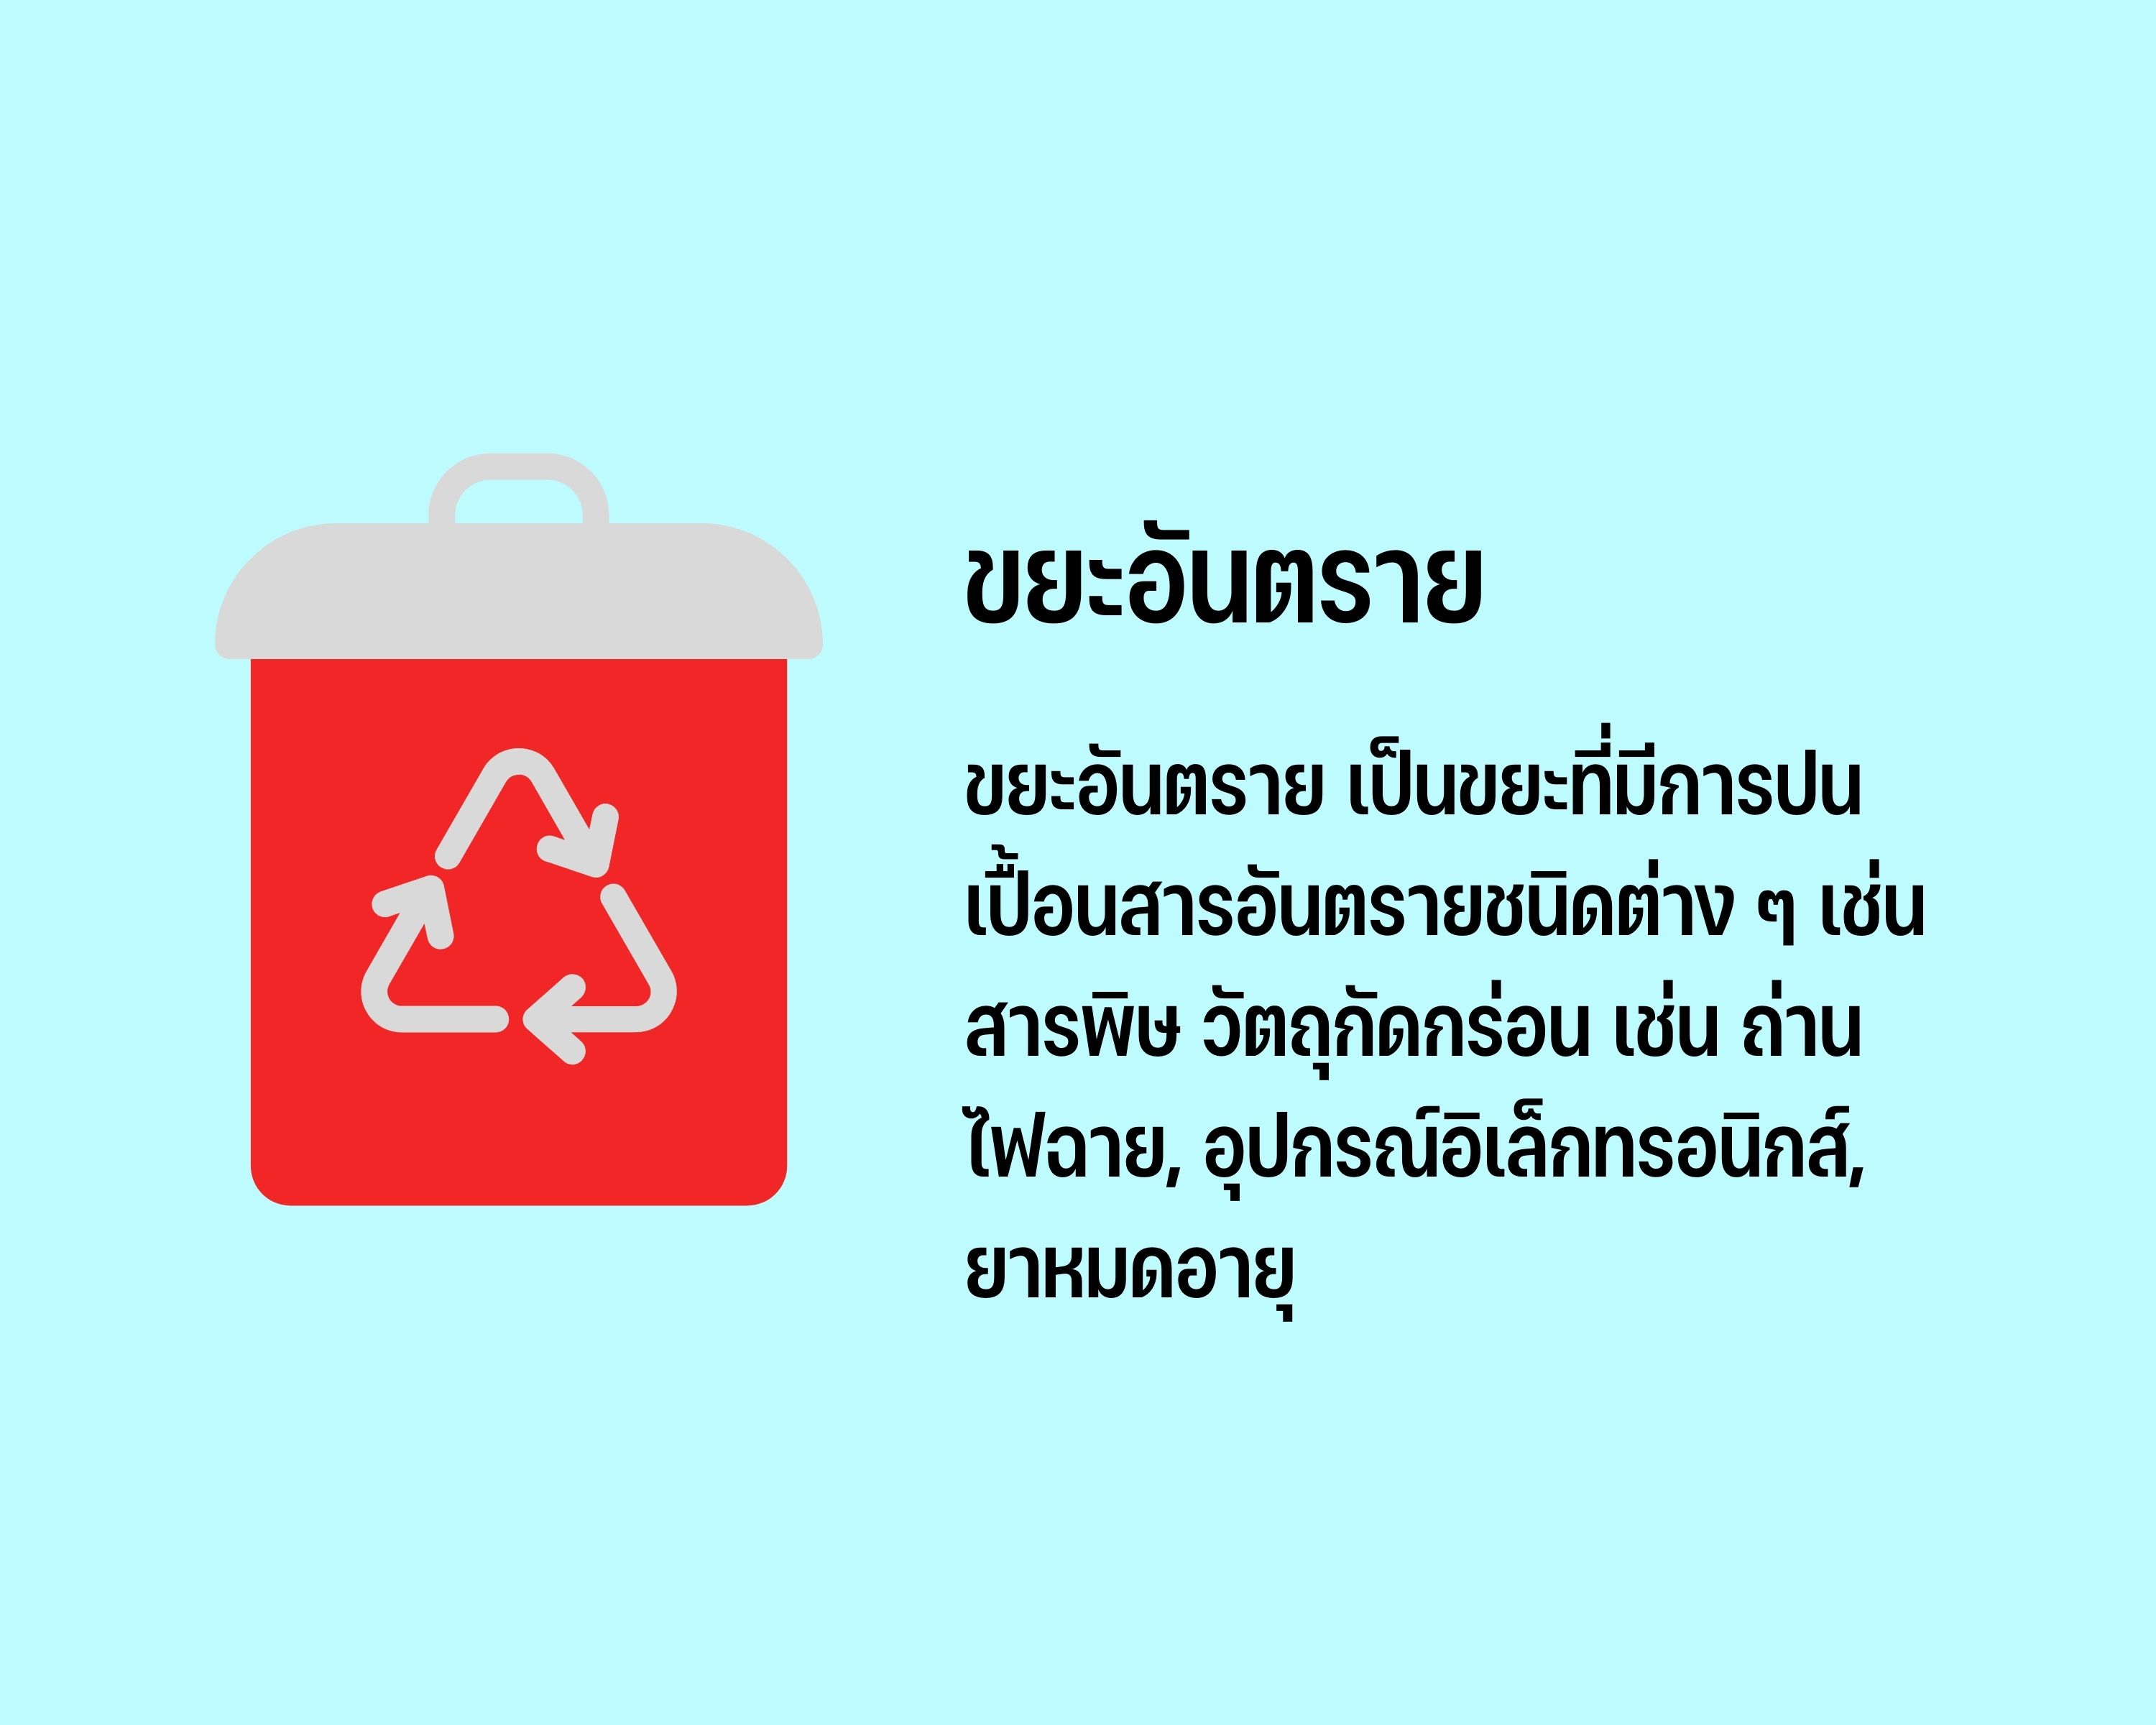 ขยะอันตราย
ขยะอันตราย เป็นขยะที่มีการปน
เปื้อนสารอันตรายชนิดต่าง ๆ เช่น
สารพิษ วัตถุกัดกร่อน เช่น ถ่าน
ไฟฉาย, อุปกรณ์อิเล็กทรอนิกส์,
ยาหมดอายุ